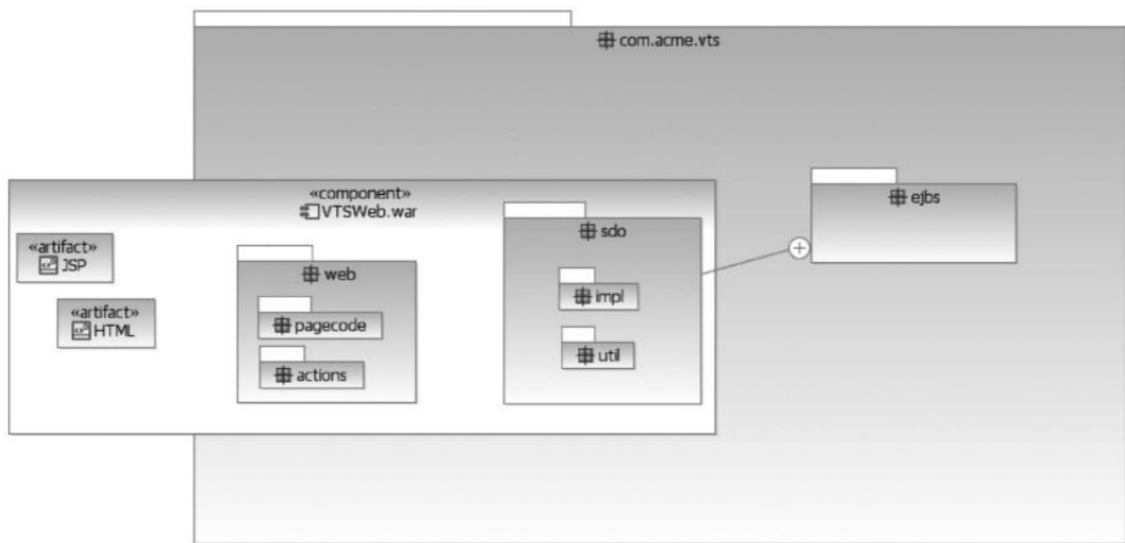 com.acme.vts
«component»
VTSWeb.war
«artifact»
JSP
«artifact»
HTML
web
pagecode
actions
sdo
impl
util
ejbs